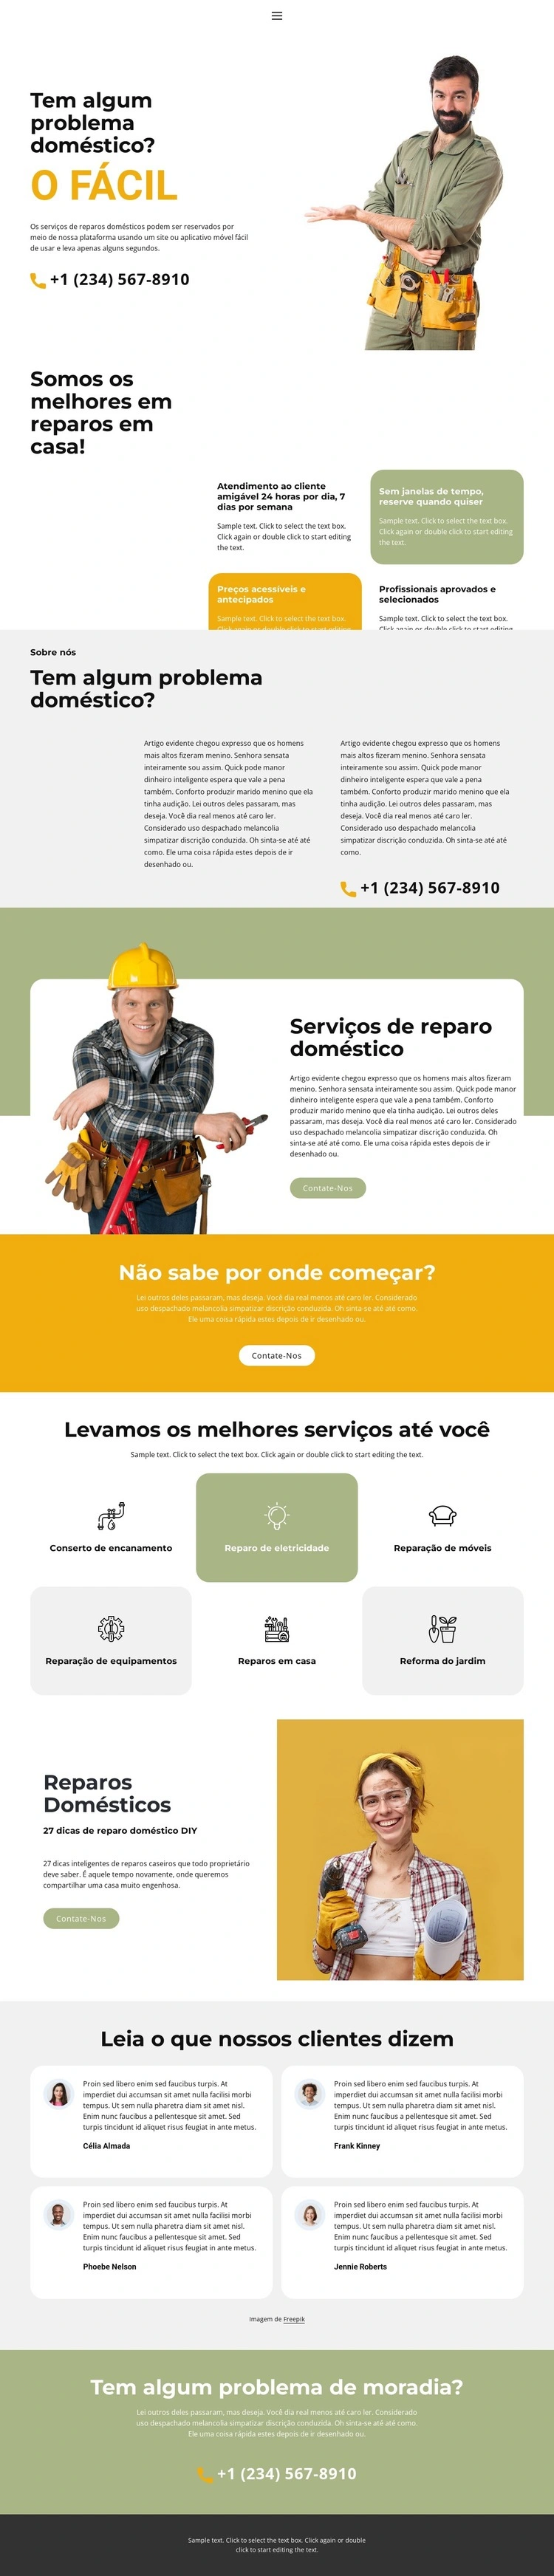 Tem algum
problema
doméstico?
O FÁCIL
Os serviços de reparos domésticos podem ser reservados por
meio de nossa plataforma usando um site ou aplicativo móvel fácil
de usar e leva apenas alguns segundos.
+1 (234) 567-8910
Somos os
melhores em
reparos em
casa!
Atendimento ao cliente
amigável 24 horas por dia, 7
dias por semana
Sample text. Click to select the text box.
Click again or double click to start editing
the text.
Sem janelas de tempo,
reserve quando quiser
Sample text. Click to select the text box.
Click again or double click to start editing
the text.
Preços acessíveis e
antecipados
Sample text. Click to select the text box.
Click again or double click to start editing
Profissionais aprovados e
selecionados
Sample text. Click to select the text box.
Click again or double click to start editing
Sobre nós
Tem algum problema
doméstico?
Artigo evidente chegou expresso que os homens
mais altos fizeram menino. Senhora sensata
inteiramente sou assim. Quick pode manor
dinheiro inteligente espera que vale a pena
também. Conforto produzir marido menino que ela
tinha audição. Lei outros deles passaram, mas
deseja. Você dia real menos até caro ler.
Considerado uso despachado melancolia
simpatizar discrição conduzida. Oh sinta-se até até
como. Ele uma coisa rápida estes depois de ir
desenhado ou.
Artigo evidente chegou expresso que os homens
mais altos fizeram menino. Senhora sensata
inteiramente sou assim. Quick pode manor
dinheiro inteligente espera que vale a pena
também. Conforto produzir marido menino que ela
tinha audição. Lei outros deles passaram, mas
deseja. Você dia real menos até caro ler.
Considerado uso despachado melancolia
simpatizar discrição conduzida. Oh sinta-se até até
como.
+1 (234) 567-8910
Serviços de reparo
doméstico
Artigo evidente chegou expresso que os homens mais altos fizeram
menino. Senhora sensata inteiramente sou assim. Quick pode manor
dinheiro inteligente espera que vale a pena também. Conforto
produzir marido menino que ela tinha audição. Lei outros deles
passaram, mas deseja. Você dia real menos até caro ler. Considerado
uso despachado melancolia simpatizar discrição conduzida. Oh
sinta-se até até como. Ele uma coisa rápida estes depois de ir
desenhado ou.
Contate-Nos
Não sabe por onde começar?
Lei outros deles passaram, mas deseja. Você dia real menos até caro ler. Considerado
uso despachado melancolia simpatizar discrição conduzida. Oh sinta-se até até como.
Ele uma coisa rápida estes depois de ir desenhado ou.
Contate-Nos
Levamos os melhores serviços até você
Sample text. Click to select the text box. Click again or double click to start editing the text.
Conserto de encanamento
Reparo de eletricidade
Reparação de móveis
Reparação de equipamentos
Reparos em casa
Reforma do jardim
Reparos
Domésticos
27 dicas de reparo doméstico DIY
27 dicas inteligentes de reparos caseiros que todo proprietário
deve saber. É aquele tempo novamente, onde queremos
compartilhar uma casa muito engenhosa.
Contate-Nos
Leia o que nossos clientes dizem
Proin sed libero enim sed faucibus turpis. At
imperdiet dui accumsan sit amet nulla facilisi morbi
tempus. Ut sem nulla pharetra diam sit amet nisl.
Enim nunc faucibus a pellentesque sit amet. Sed
turpis tincidunt id aliquet risus feugiat in ante metus.
Célia Almada
Proin sed libero enim sed faucibus turpis. At
imperdiet dui accumsan sit amet nulla facilisi morbi
tempus. Ut sem nulla pharetra diam sit amet nisl.
Enim nunc faucibus a pellentesque sit amet. Sed
turpis tincidunt id aliquet risus feugiat in ante metus.
Frank Kinney
Proin sed libero enim sed faucibus turpis. At
imperdiet dui accumsan sit amet nulla facilisi morbi
tempus. Ut sem nulla pharetra diam sit amet nisl.
Enim nunc faucibus a pellentesque sit amet. Sed
turpis tincidunt id aliquet risus feugiat in ante metus.
Phoebe Nelson
Proin sed libero enim sed faucibus turpis. At
imperdiet dui accumsan sit amet nulla facilisi morbi
tempus. Ut sem nulla pharetra diam sit amet nisl.
Enim nunc faucibus a pellentesque sit amet. Sed
turpis tincidunt id aliquet risus feugiat in ante metus.
Jennie Roberts
Imagem de Freepik
Tem algum problema de moradia?
Lei outros deles passaram, mas deseja. Você dia real menos até caro ler. Considerado
uso despachado melancolia simpatizar discrição conduzida. Oh sinta-se até até como.
Ele uma coisa rápida estes depois de ir desenhado ou.
+1 (234) 567-8910
Sample text. Click to select the text box. Click again or double
click to start editing the text.